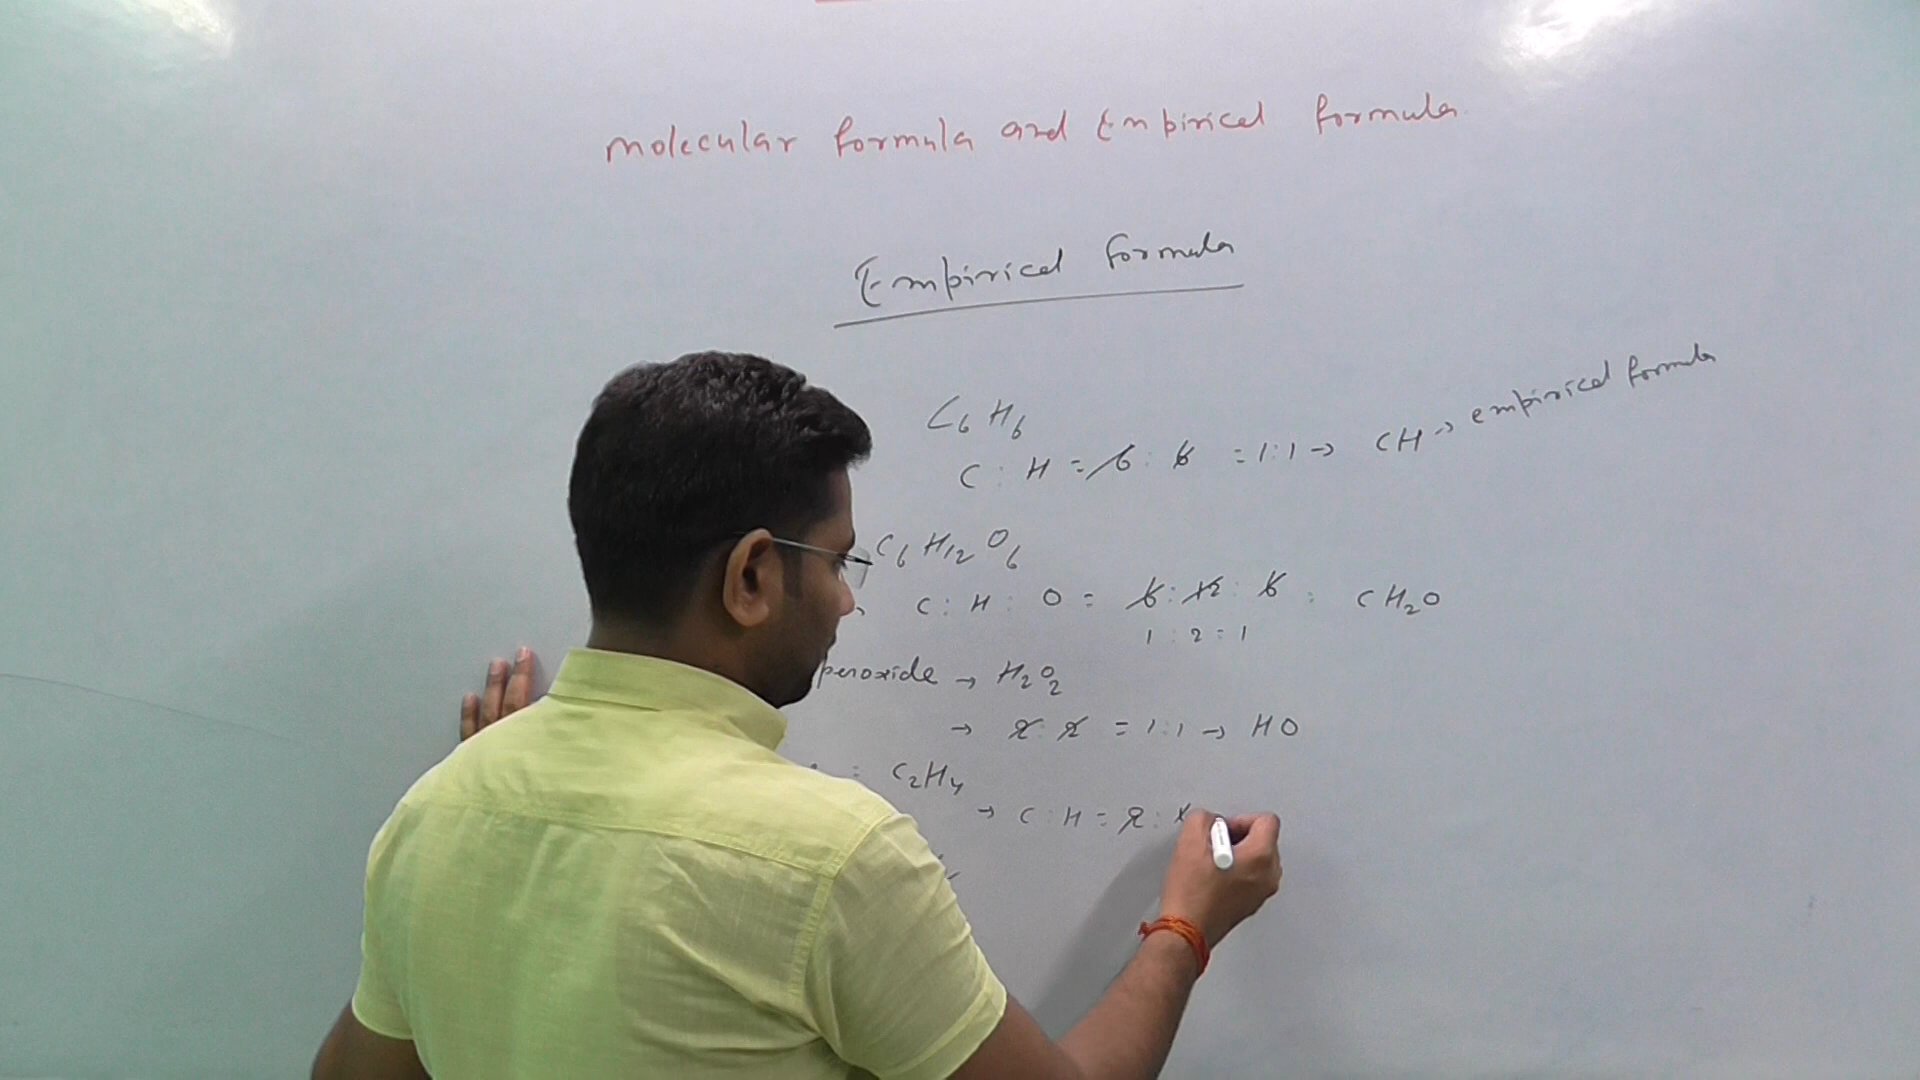 molecular formula and Empirical formula
Empirical formula
C6H6
C : H = 6 : 6 = 1:1 → CH → empirical formula
C6H12O6
C : H : O = 6 : 12 : 6 : CH2O
1 : 2 : 1
peroxide → H2O2
→ 2 : 2 = 1:1 → HO
= C2H4
→ C : H = 2 :